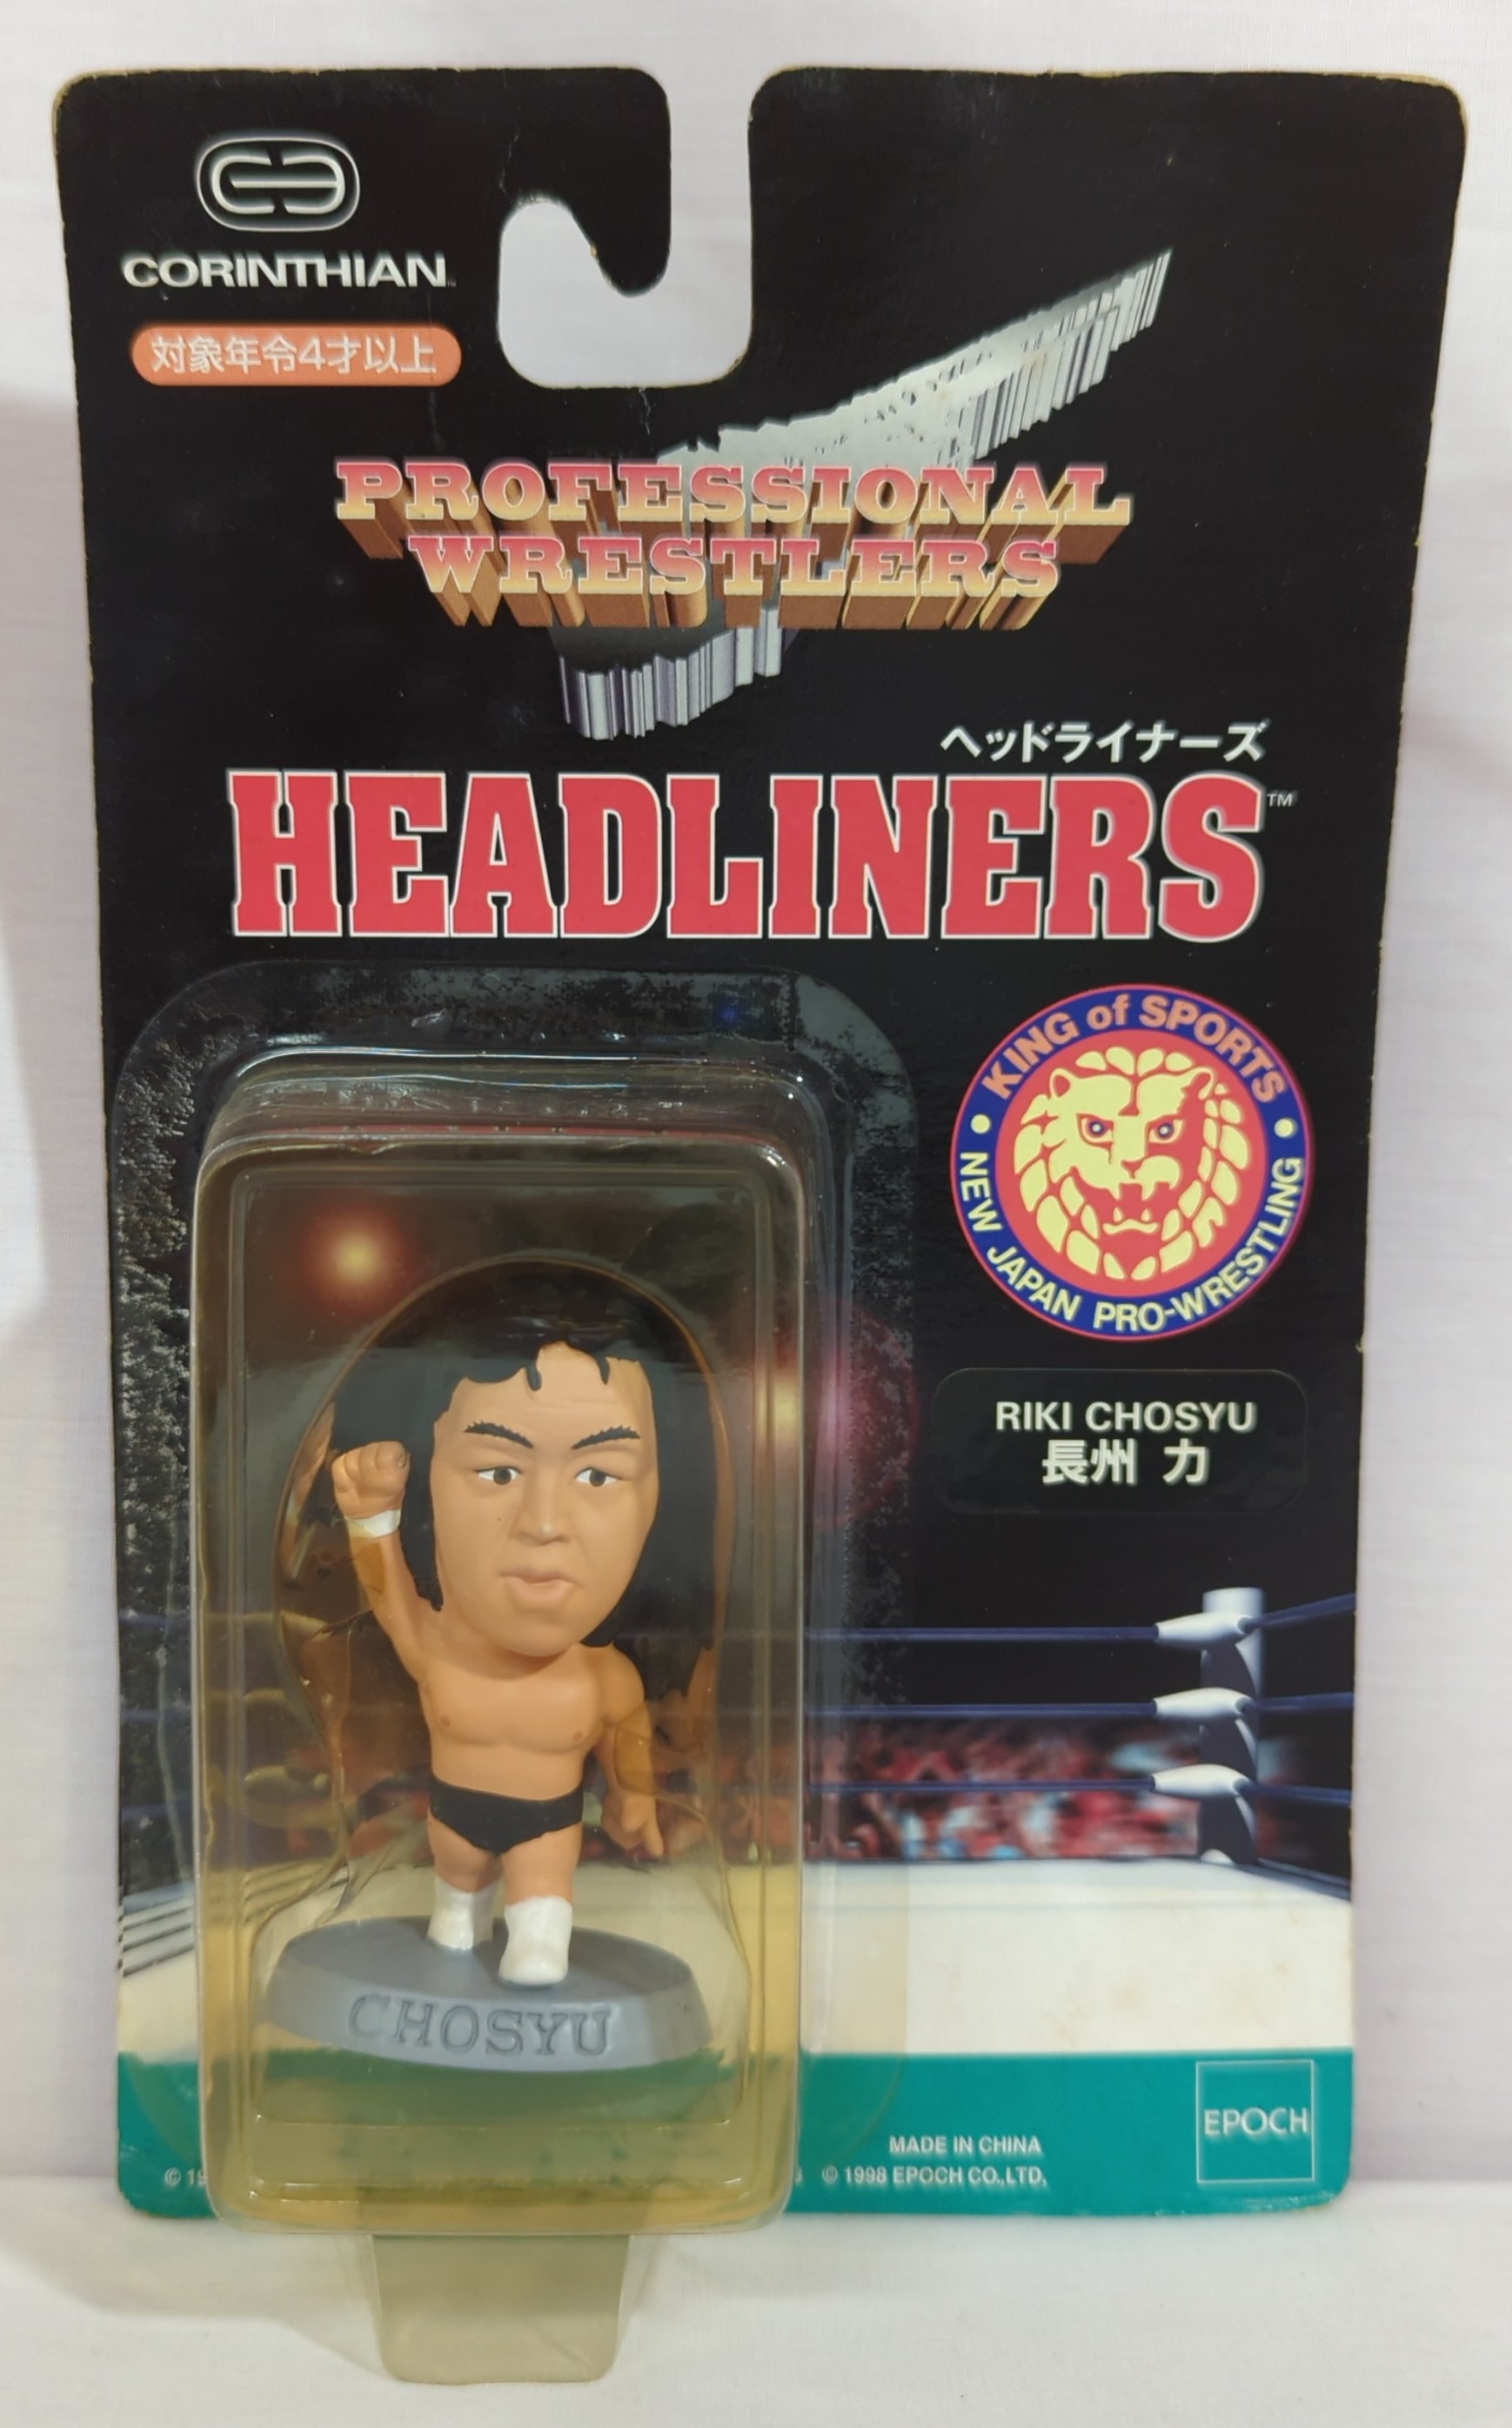 CORINTHIAN
対象年令4才以上
PROFESSIONAL
WRESTLERS
ヘッドライナーズ
HEADLINERS™
KING of SPORTS
• NEW JAPAN PRO-WRESTLING •
RIKI CHOSYU
長州 力
CHOSYU
EPOCH
MADE IN CHINA
© 1998 EPOCH CO.,LTD.